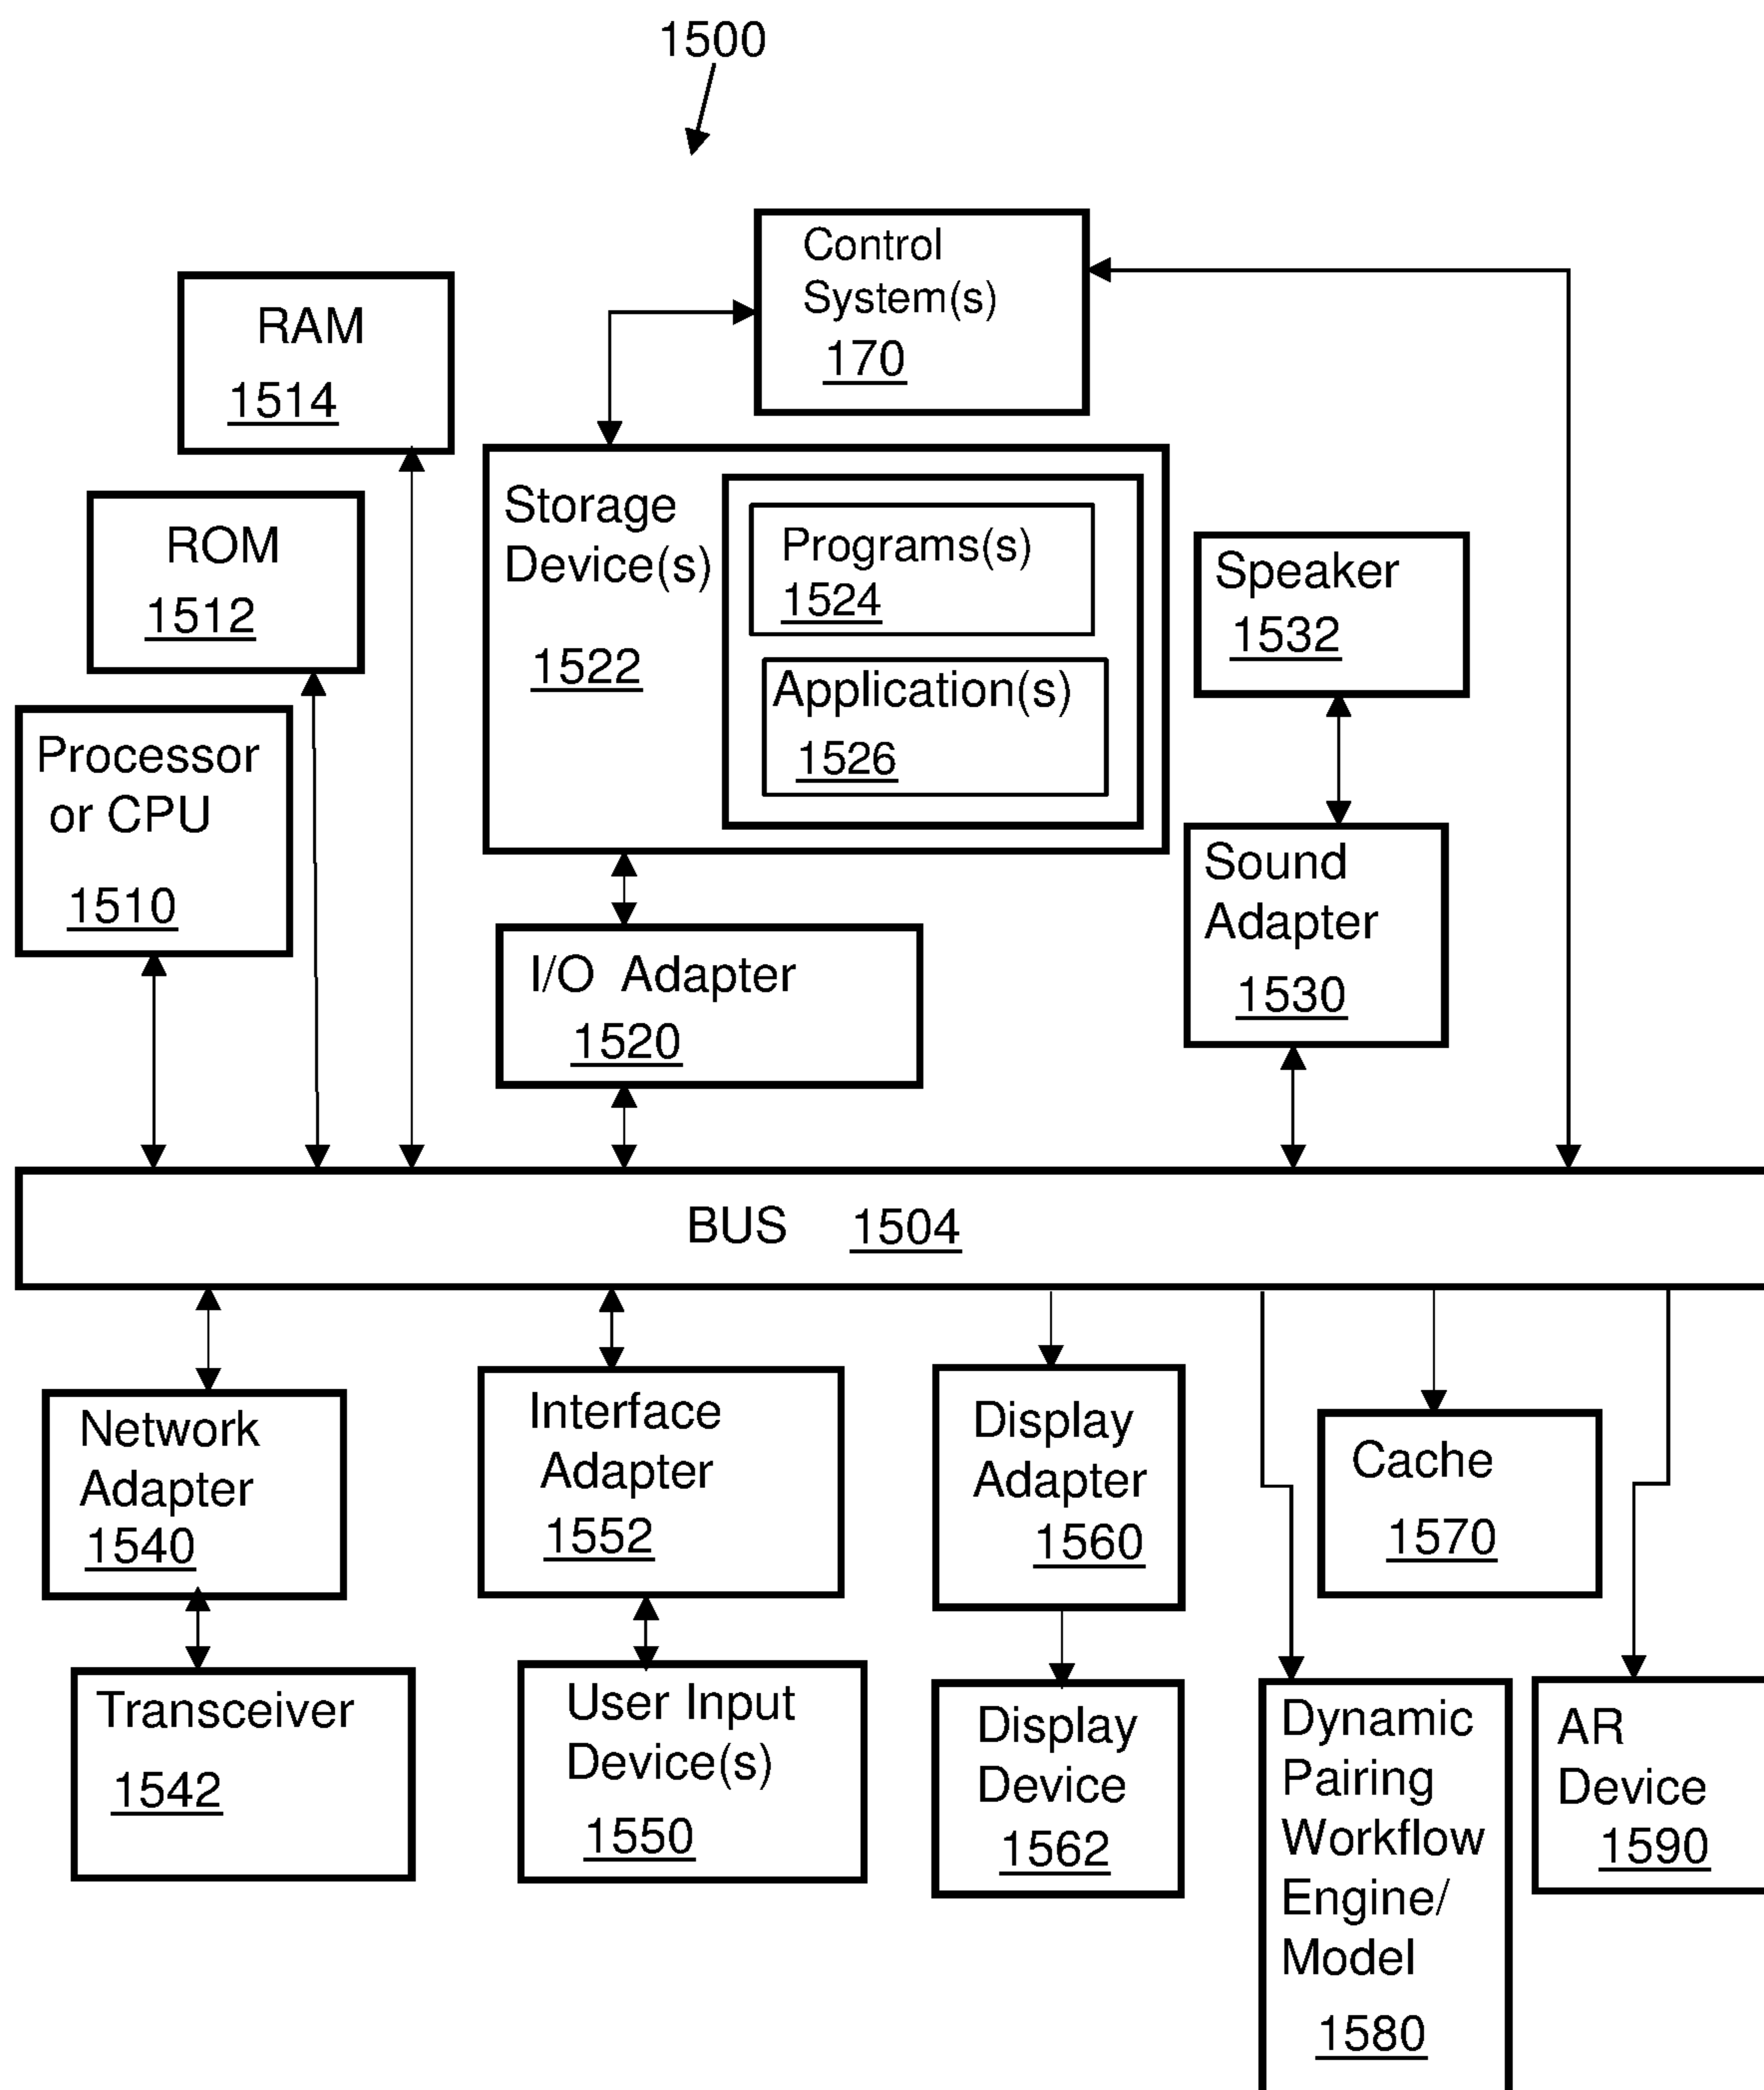 1500
Control
System(s)
170
RAM
1514
ROM
1512
Processor
or CPU
1510
Storage
Device(s)
1522
Programs(s)
1524
Application(s)
1526
Speaker
1532
Sound
Adapter
1530
I/O Adapter
1520
BUS 1504
Network
Adapter
1540
Interface
Adapter
1552
Display
Adapter
1560
Cache
1570
Transceiver
1542
User Input
Device(s)
1550
Display
Device
1562
Dynamic
Pairing
Workflow
Engine/
Model
1580
AR
Device
1590